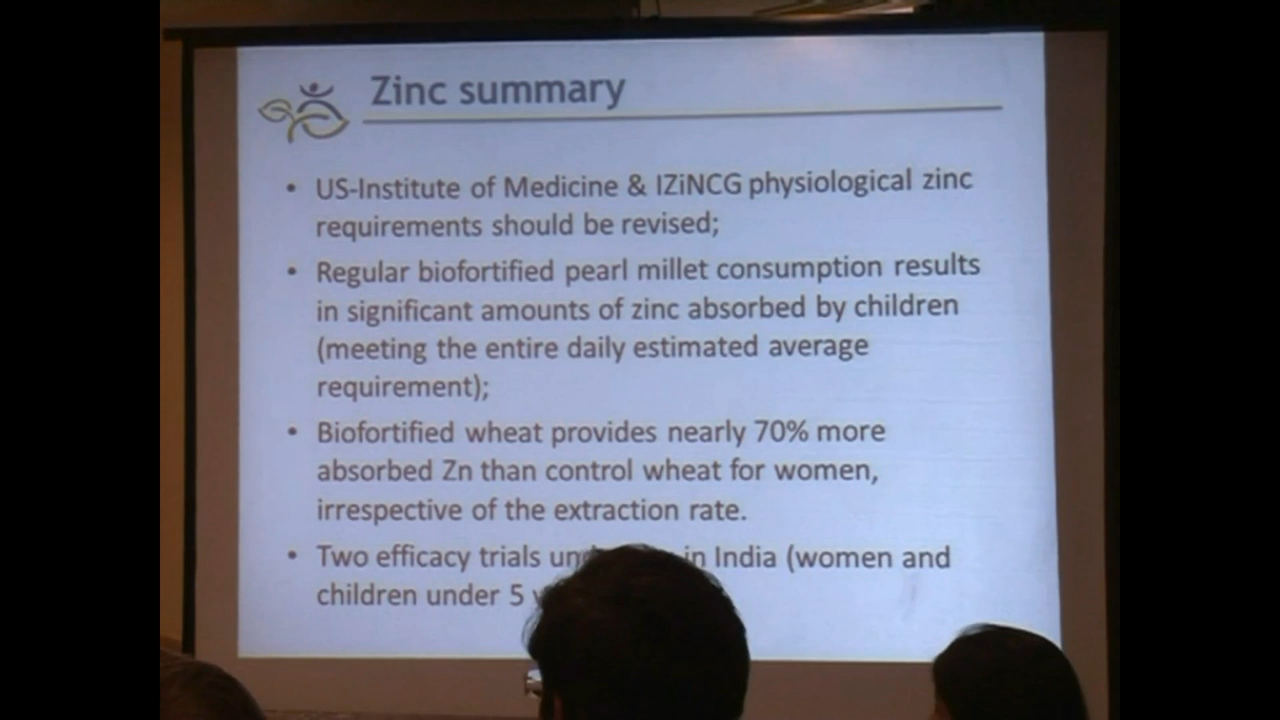 Zinc summary
• US-Institute of Medicine & IZiNCG physiological zinc
requirements should be revised;
• Regular biofortified pearl millet consumption results
in significant amounts of zinc absorbed by children
(meeting the entire daily estimated average
requirement);
• Biofortified wheat provides nearly 70% more
absorbed Zn than control wheat for women,
irrespective of the extraction rate.
• Two efficacy trials in India (women and
children under 5